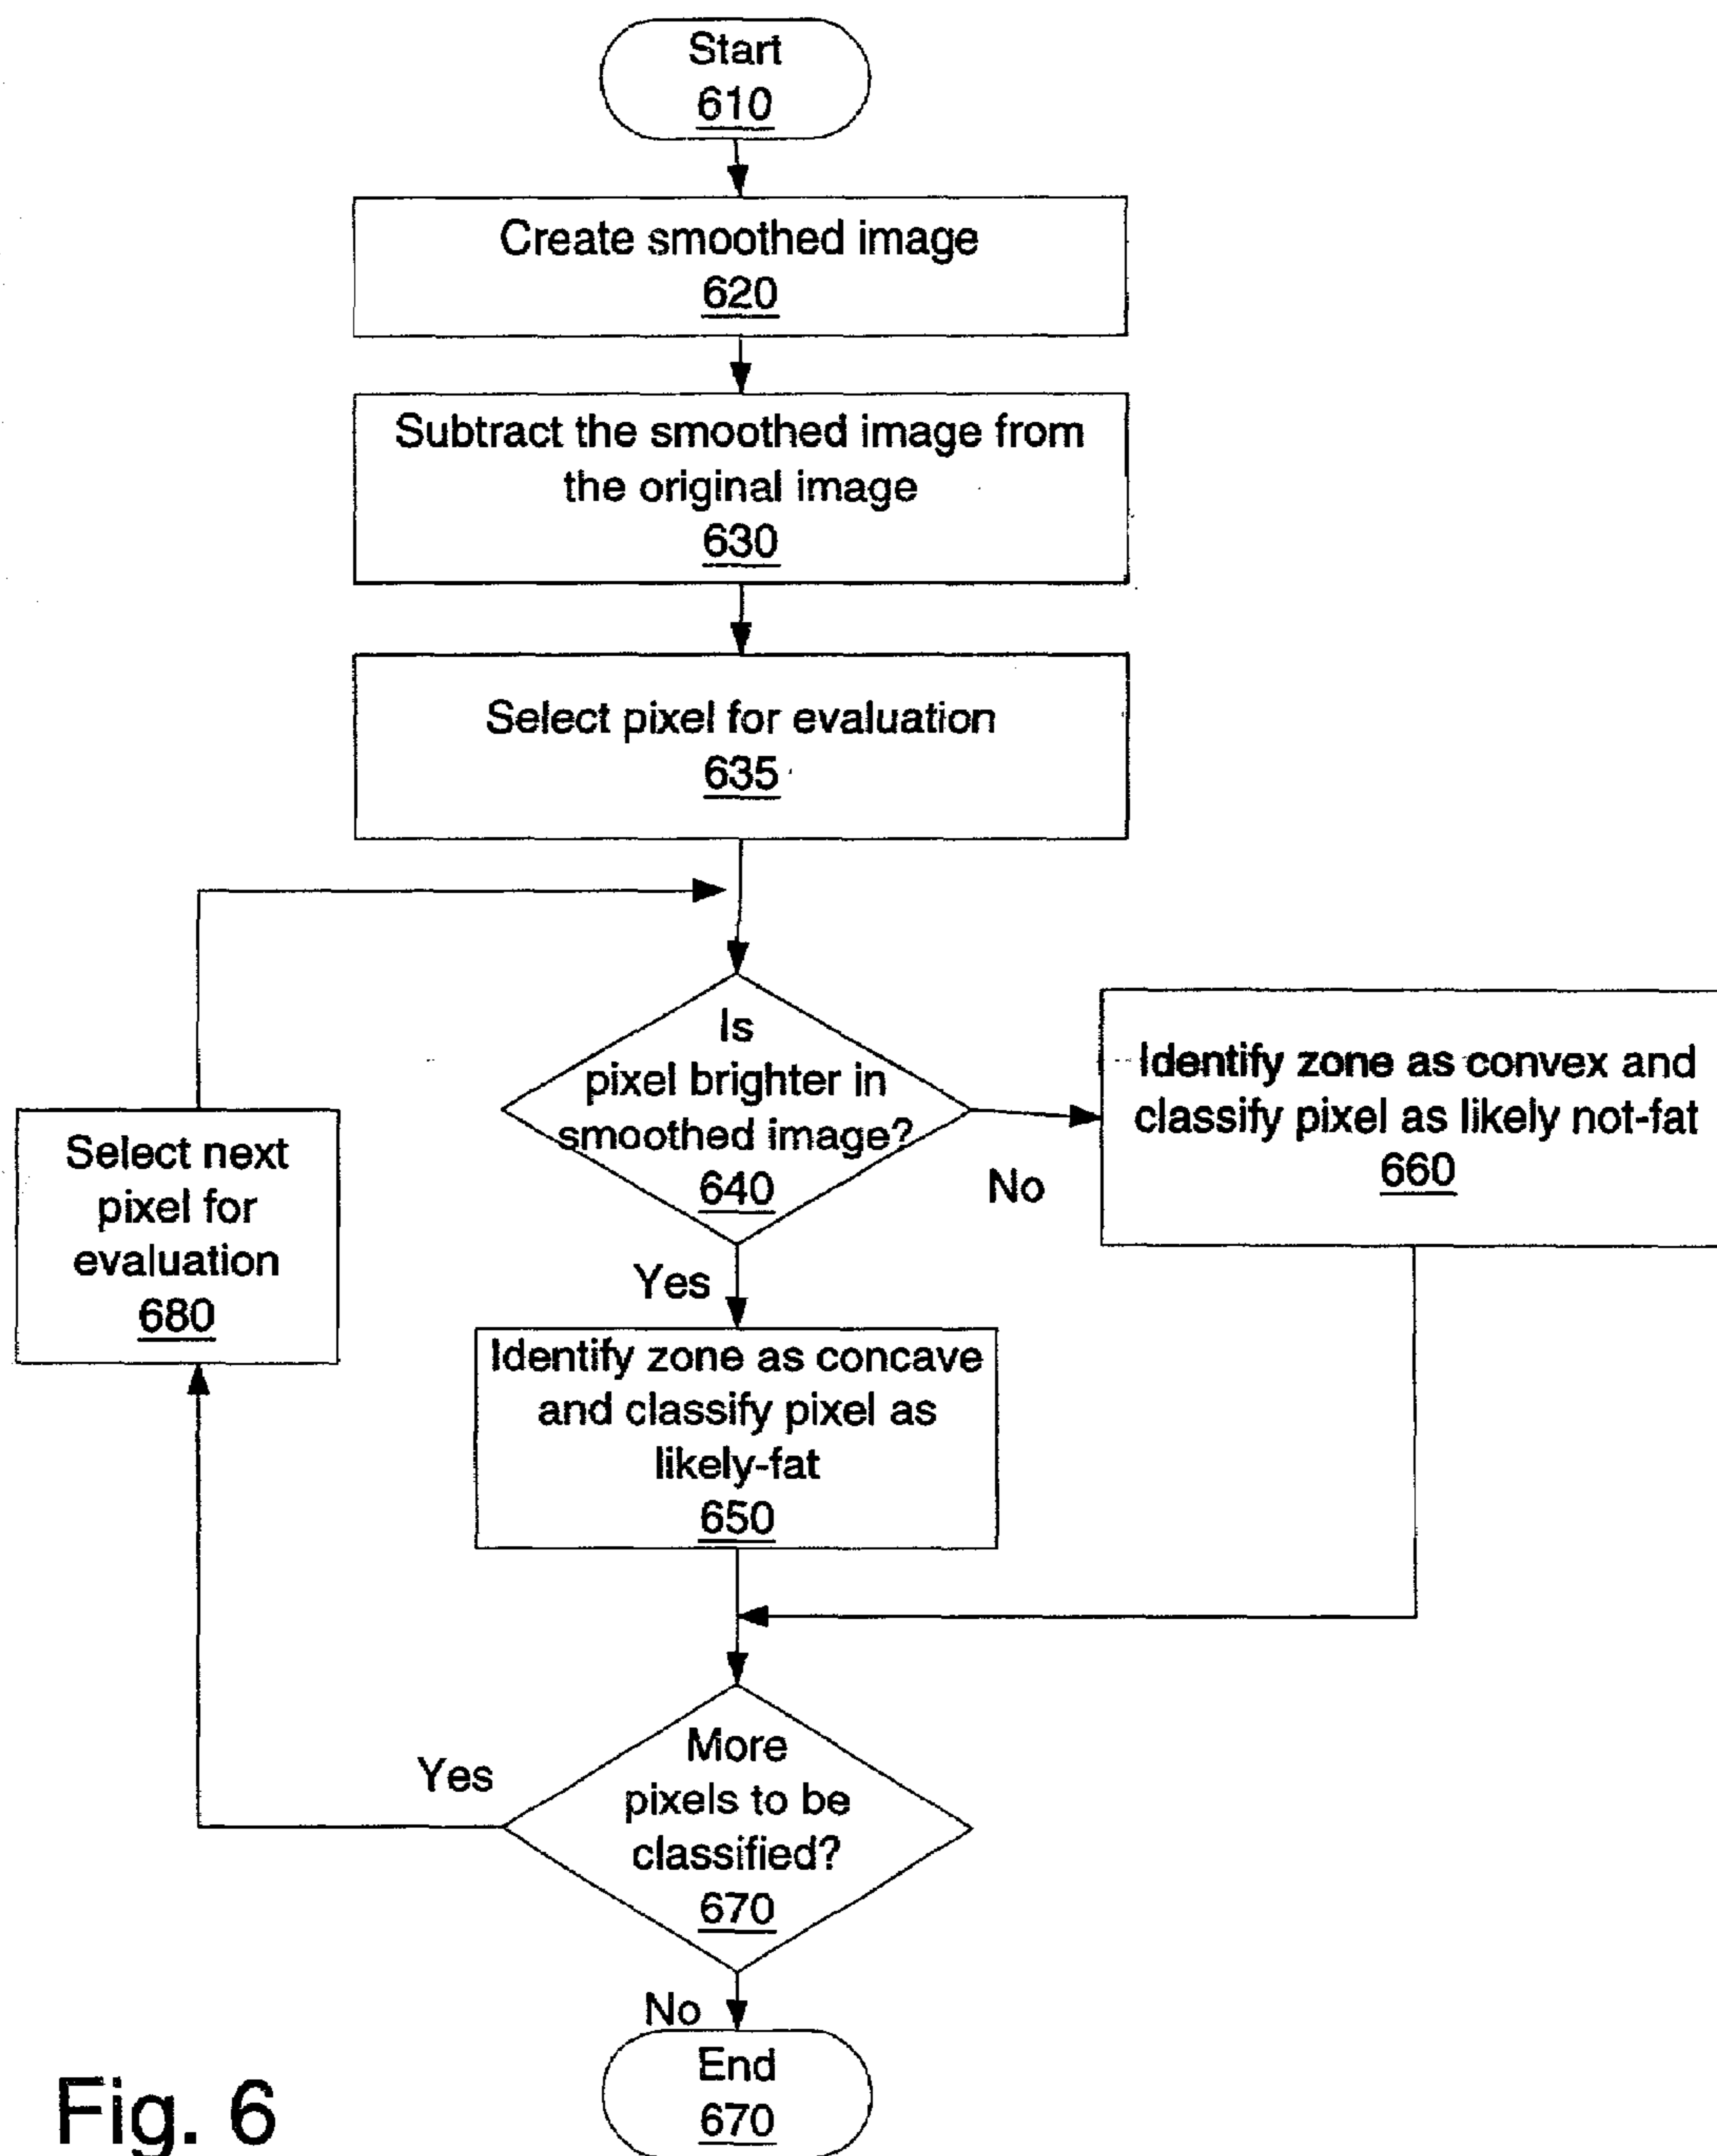 Start
610
Create smoothed image
620
Subtract the smoothed image from
the original image
630
Select pixel for evaluation
635
Is
pixel brighter in
smoothed image?
640
No
Identify zone as convex and
classify pixel as likely not-fat
660
Select next
pixel for
evaluation
680
Yes
Identify zone as concave
and classify pixel as
likely-fat
650
Yes
More
pixels to be
classified?
670
No
End
670
Fig. 6